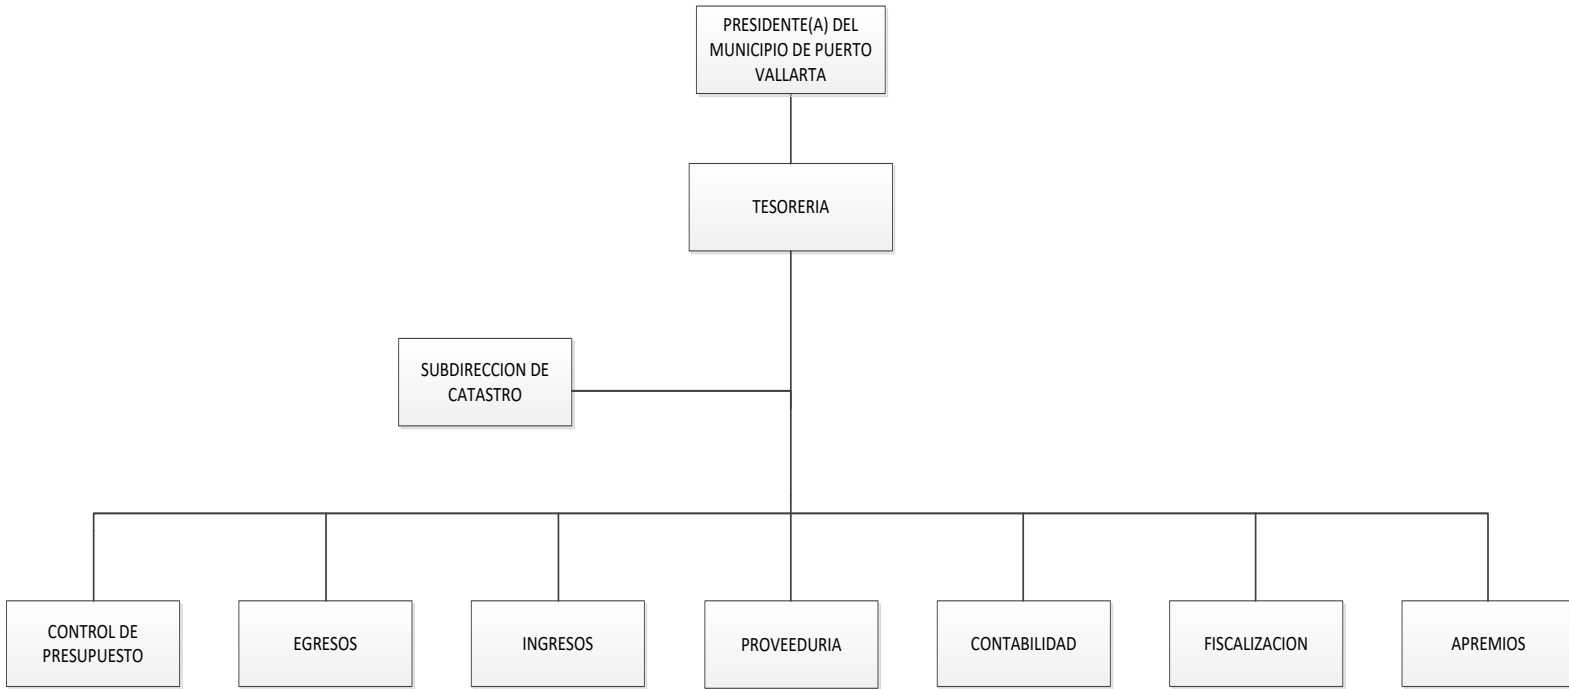 PRESIDENTE(A) DEL
MUNICIPIO DE PUERTO
VALLARTA
TESORERIA
SUBDIRECCION DE
CATASTRO
CONTROL DE
PRESUPUESTO
EGRESOS
INGRESOS
PROVEEDURIA
CONTABILIDAD
FISCALIZACION
APREMIOS